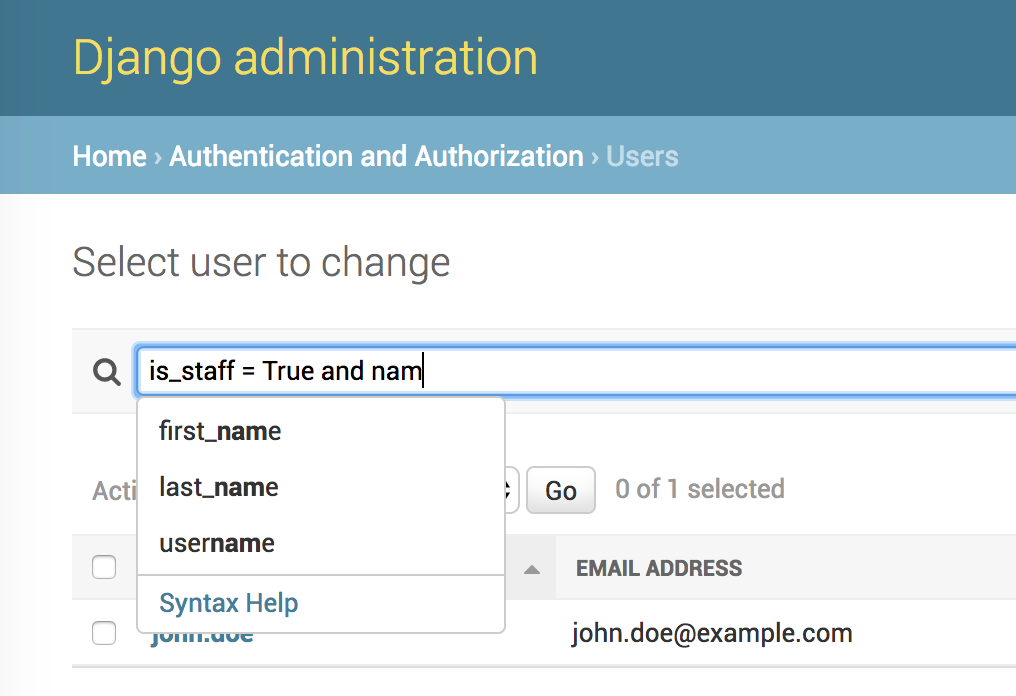 Django administration
Home › Authentication and Authorization › Users
Select user to change
is_staff = True and nam
first_name
last_name
username
Syntax Help
Acti
Go
0 of 1 selected
EMAIL ADDRESS
john.doe
john.doe@example.com